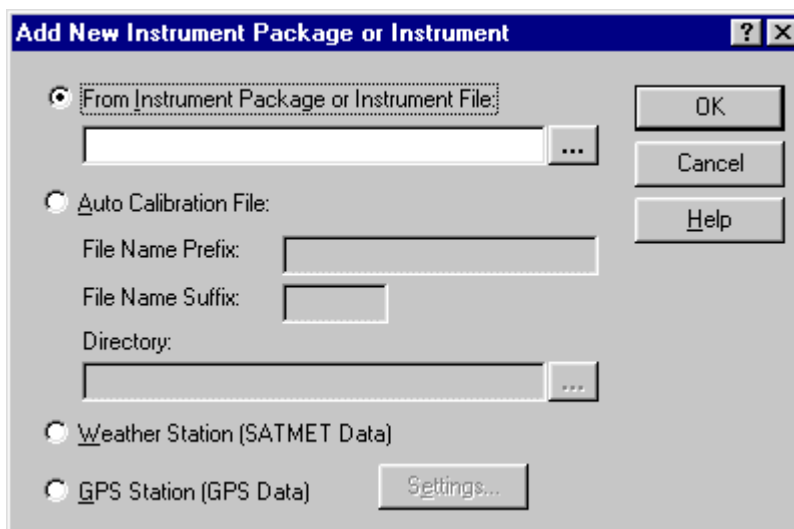 Add New Instrument Package or Instrument ? X
From Instrument Package or Instrument File:
...
OK
Cancel
Help
Auto Calibration File:
File Name Prefix:
File Name Suffix:
Directory:
...
Weather Station (SATMET Data)
GPS Station (GPS Data)
Settings...